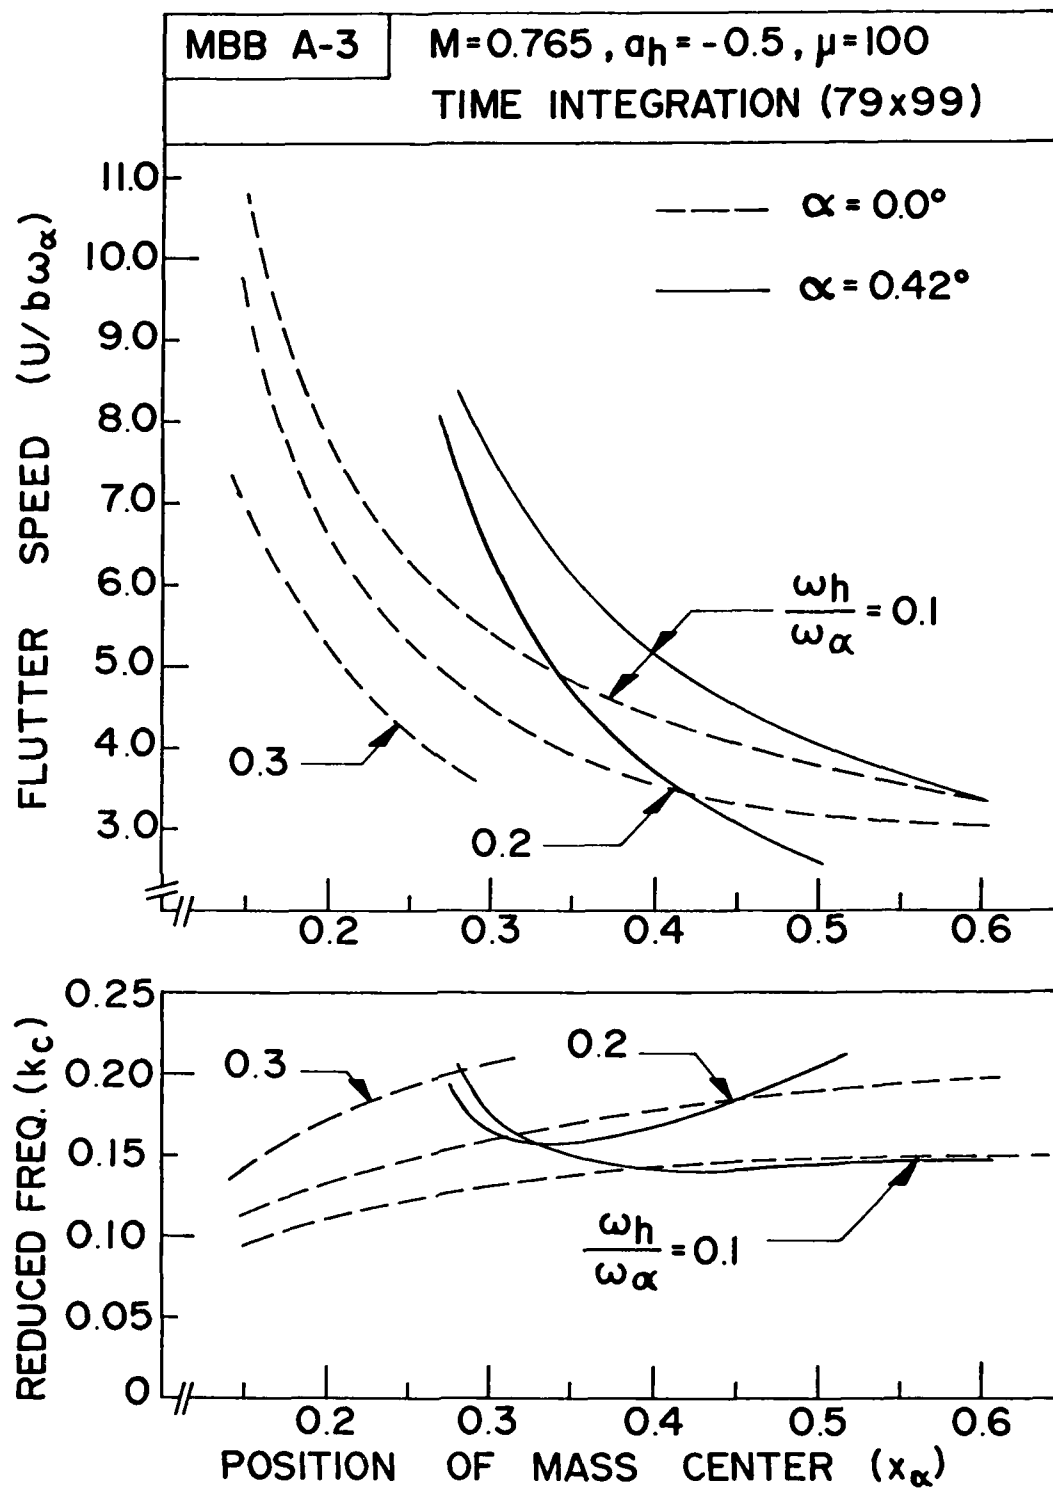 MBB A-3
M=0.765, ah=-0.5, μ=100
TIME INTEGRATION (79x99)
FLUTTER SPEED (U/bωα)
11.0
10.0
9.0
8.0
7.0
6.0
5.0
4.0
3.0
α=0.0°
α=0.42°
ωh/ωα=0.1
0.3
0.2
0.2 0.3 0.4 0.5 0.6
REDUCED FREQ. (kc)
0.25
0.20
0.15
0.10
0.05
0
0.3
0.2
ωh/ωα=0.1
0.2 0.3 0.4 0.5 0.6
POSITION OF MASS CENTER (xα)